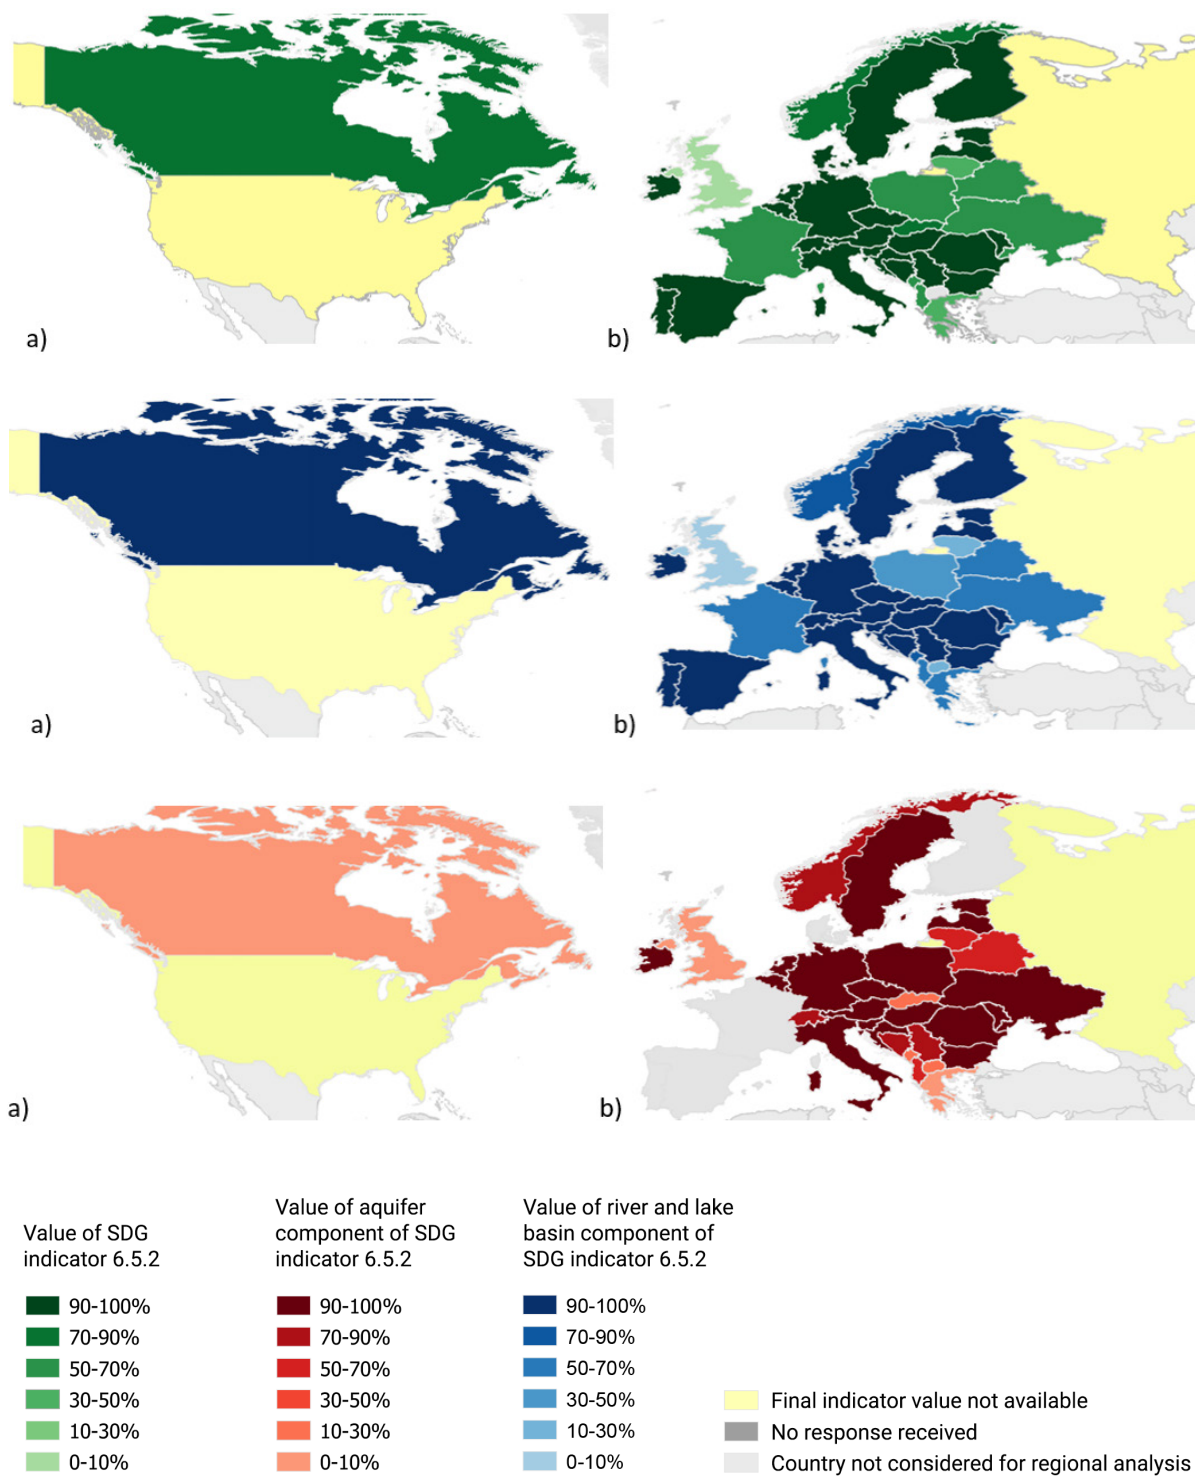 a)
b)
a)
b)
a)
b)
Value of SDG
indicator 6.5.2
90-100%
70-90%
50-70%
30-50%
10-30%
0-10%
Value of aquifer
component of SDG
indicator 6.5.2
90-100%
70-90%
50-70%
30-50%
10-30%
0-10%
Value of river and lake
basin component of
SDG indicator 6.5.2
90-100%
70-90%
50-70%
30-50%
10-30%
0-10%
Final indicator value not available
No response received
Country not considered for regional analysis